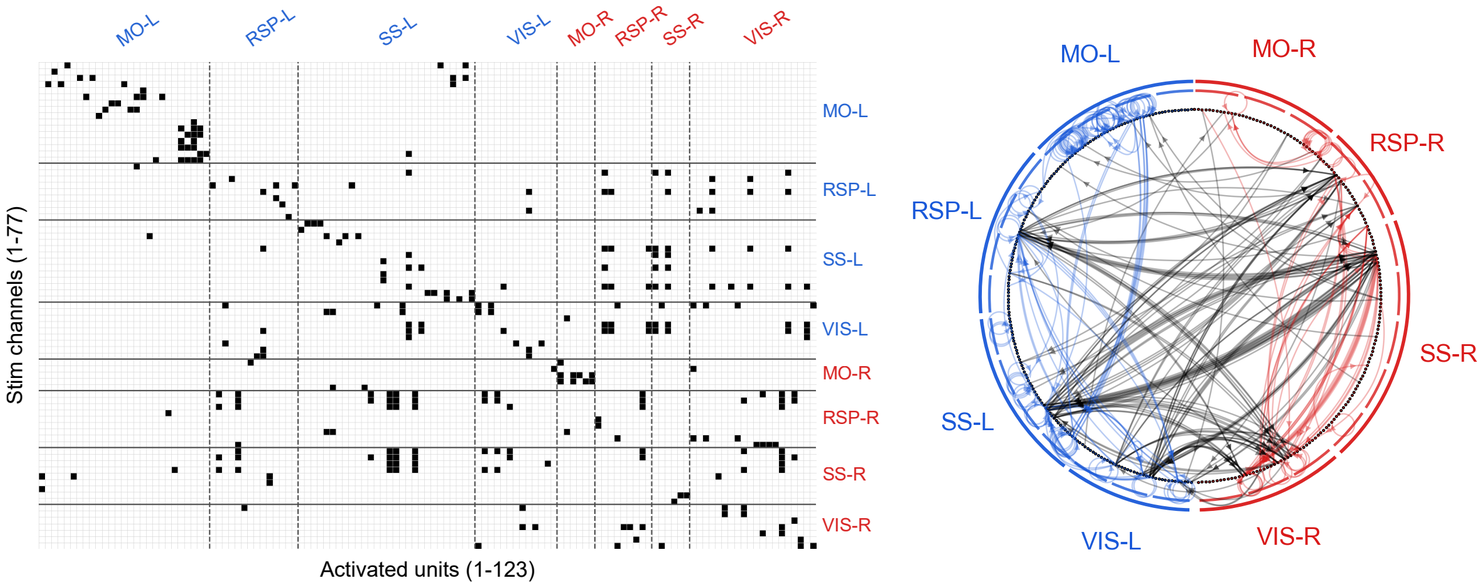 MO-L
RSP-L
SS-L
VIS-L
MO-R
RSP-R
SS-R
VIS-R
MO-L
RSP-L
SS-L
VIS-L
MO-R
RSP-R
SS-R
VIS-R
Stim channels (1-77)
Activated units (1-123)
MO-L
MO-R
RSP-R
RSP-L
SS-R
SS-L
VIS-R
VIS-L